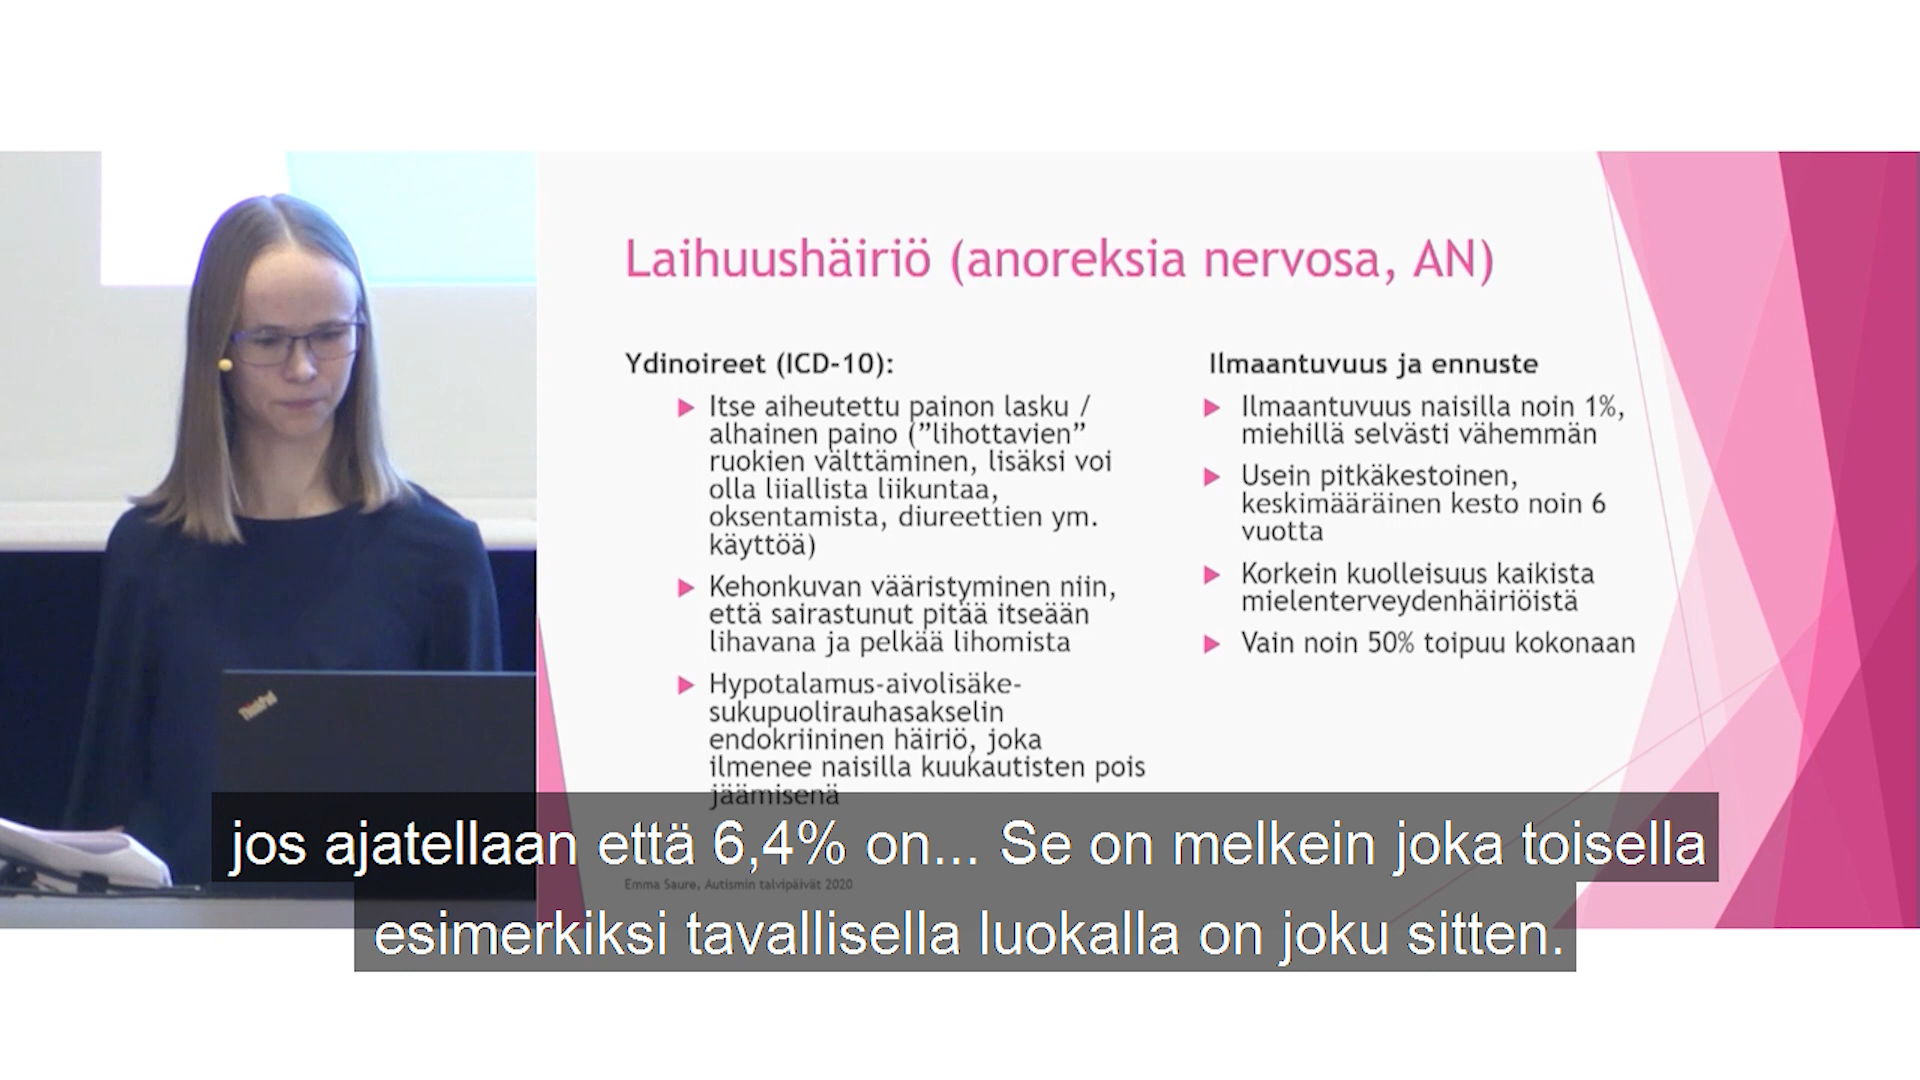 Laihuushäiriö (anoreksia nervosa, AN)
Ydinoireet (ICD-10):
Itse aiheutettu painon lasku /
alhainen paino (”lihottavien”
ruokien välttäminen, lisäksi voi
olla liiallista liikuntaa,
oksentamista, diureettien ym.
käyttöä)
Kehonkuvan vääristyminen niin,
että sairastunut pitää itseään
lihavana ja pelkää lihomista
Hypotalamus-aivolisäke-
sukupuolirauhasakselin
endokriininen häiriö, joka
ilmenee naisilla kuukautisten pois
jäämisenä
Ilmaantuvuus ja ennuste
Ilmaantuvuus naisilla noin 1%,
miehillä selvästi vähemmän
Usein pitkäkestoinen,
keskimääräinen kesto noin 6
vuotta
Korkein kuolleisuus kaikista
mielenterveydenhäiriöistä
Vain noin 50% toipuu kokonaan
ThinkPad
Emma Saure, Autismin talvipäivät 2020
jos ajatellaan että 6,4% on... Se on melkein joka toisella
esimerkiksi tavallisella luokalla on joku sitten.